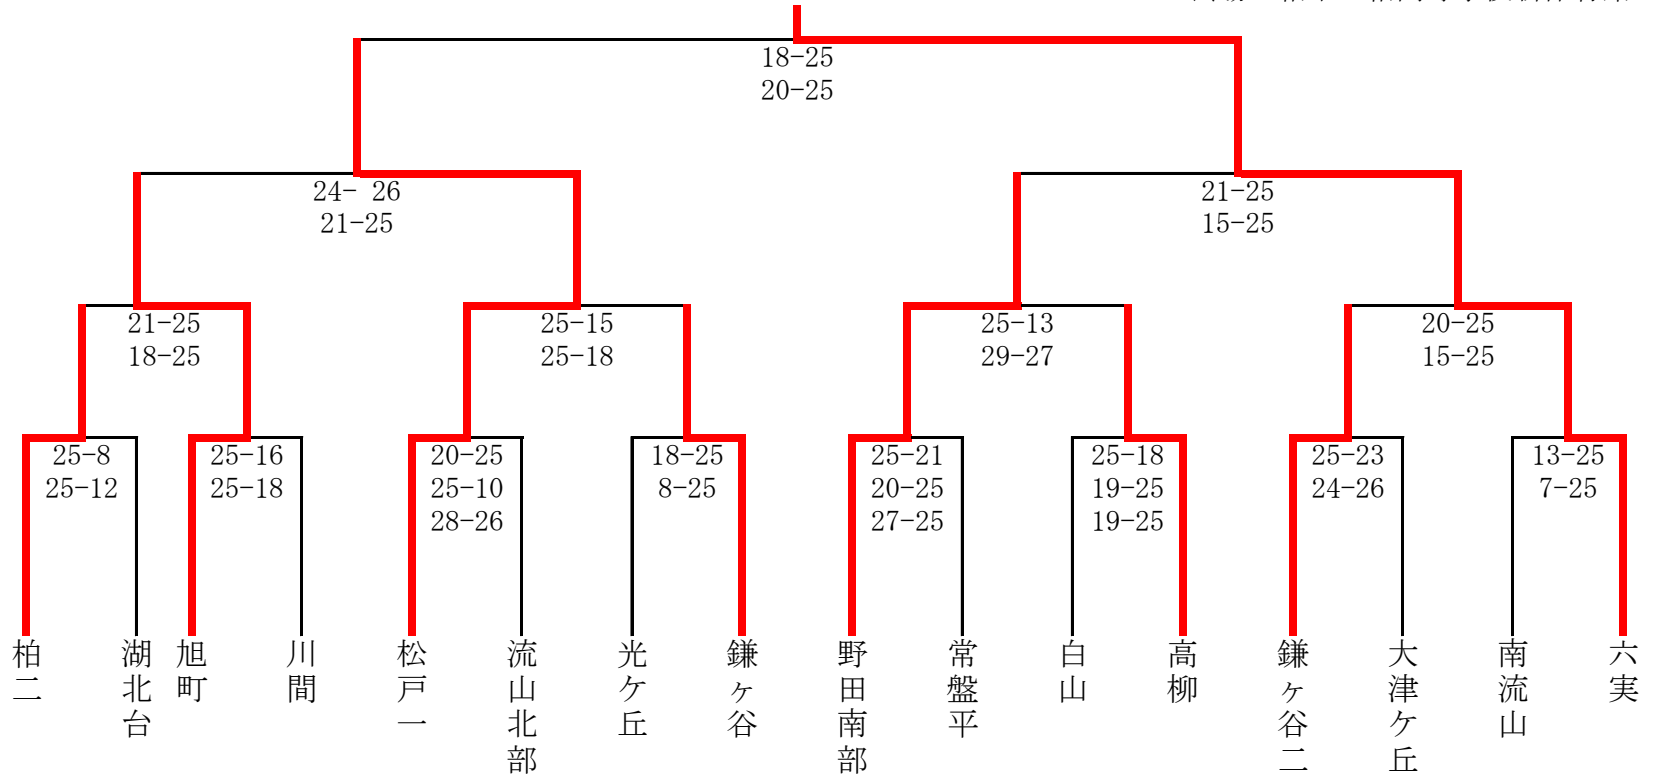 18-25
20-25
24- 26
21-25
21-25
15-25
21-25
18-25
25-15
25-18
25-13
29-27
20-25
15-25
25-8
25-12
25-16
25-18
20-25
25-10
28-26
18-25
8-25
25-21
20-25
27-25
25-18
19-25
19-25
25-23
24-26
13-25
7-25
柏二
湖北台
旭町
川間
松戸一
流山北部
光ケ丘
鎌ヶ谷
野田南部
常盤平
白山
高柳
鎌ヶ谷二
大津ケ丘
南流山
六実